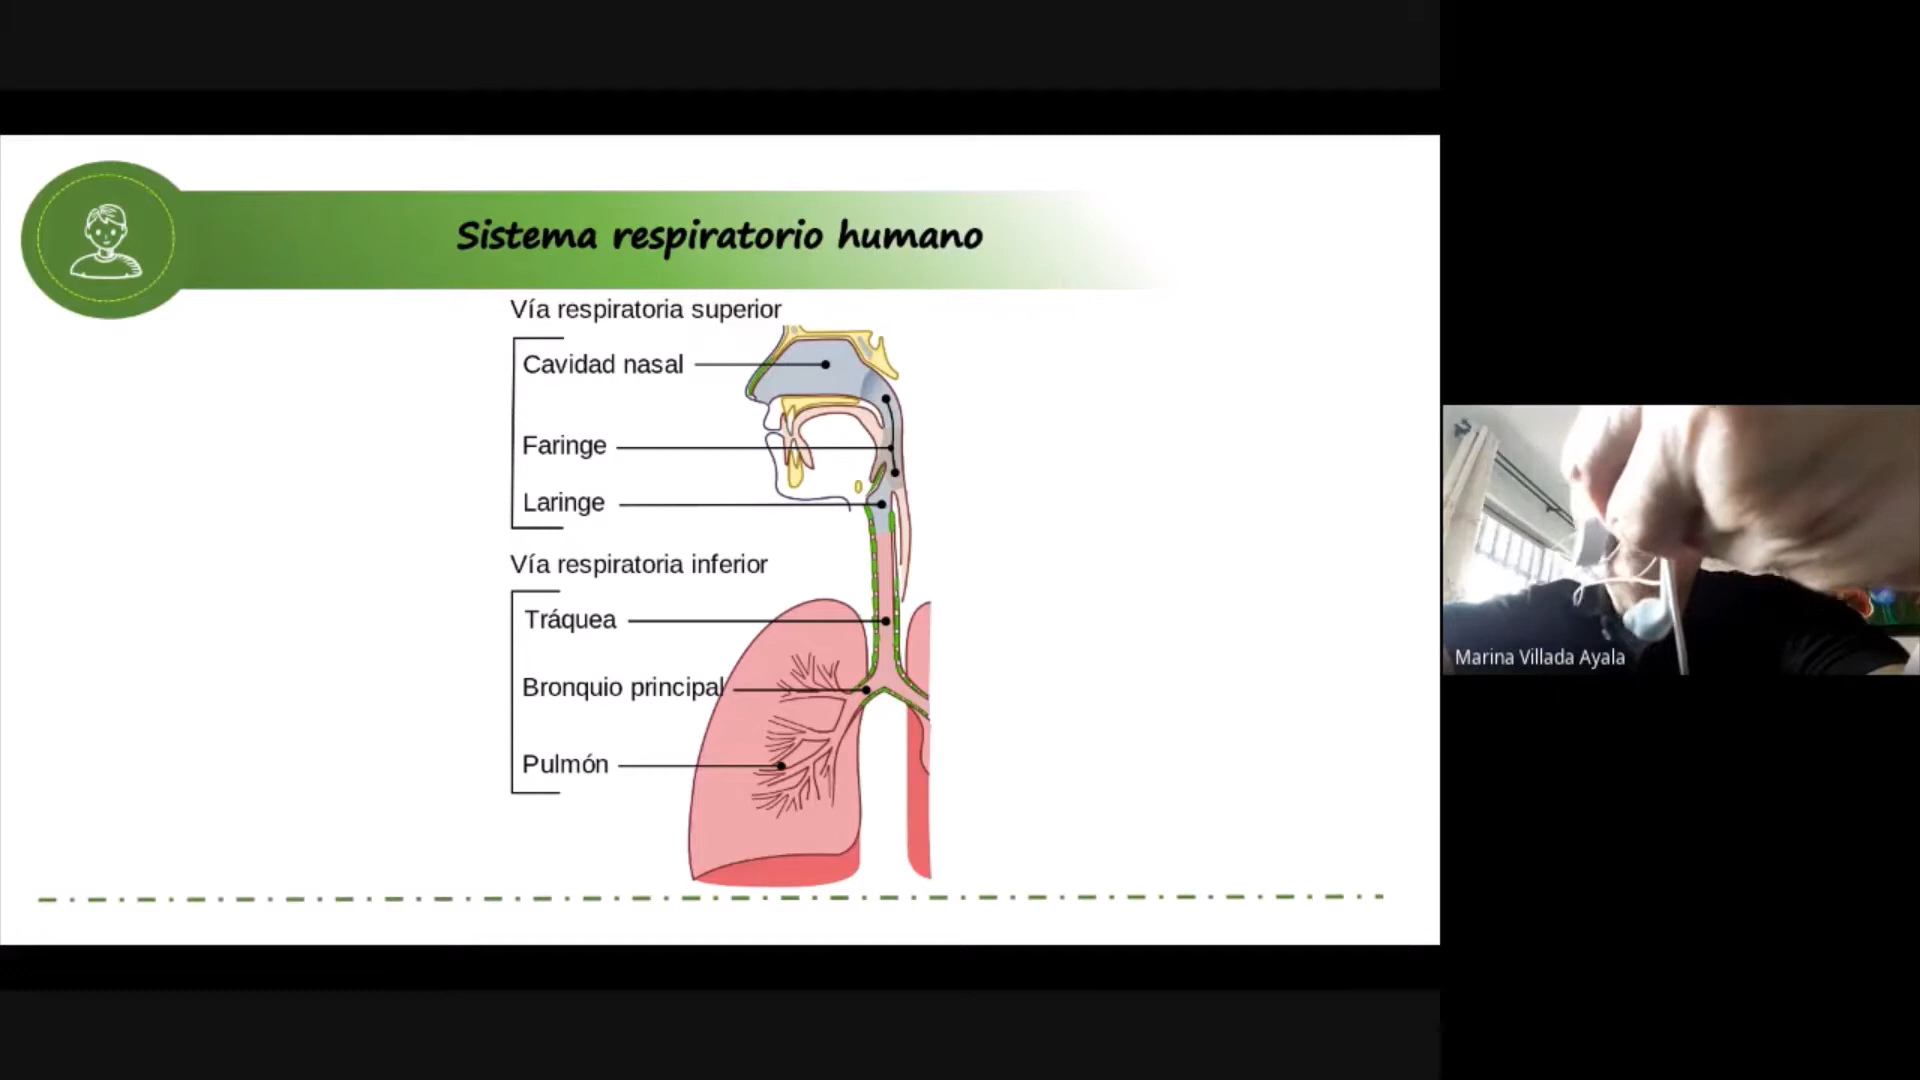 Sistema respiratorio humano
Vía respiratoria superior
Cavidad nasal
Faringe
Laringe
Vía respiratoria inferior
Tráquea
Bronquio principal
Pulmón
Marina Villada Ayala